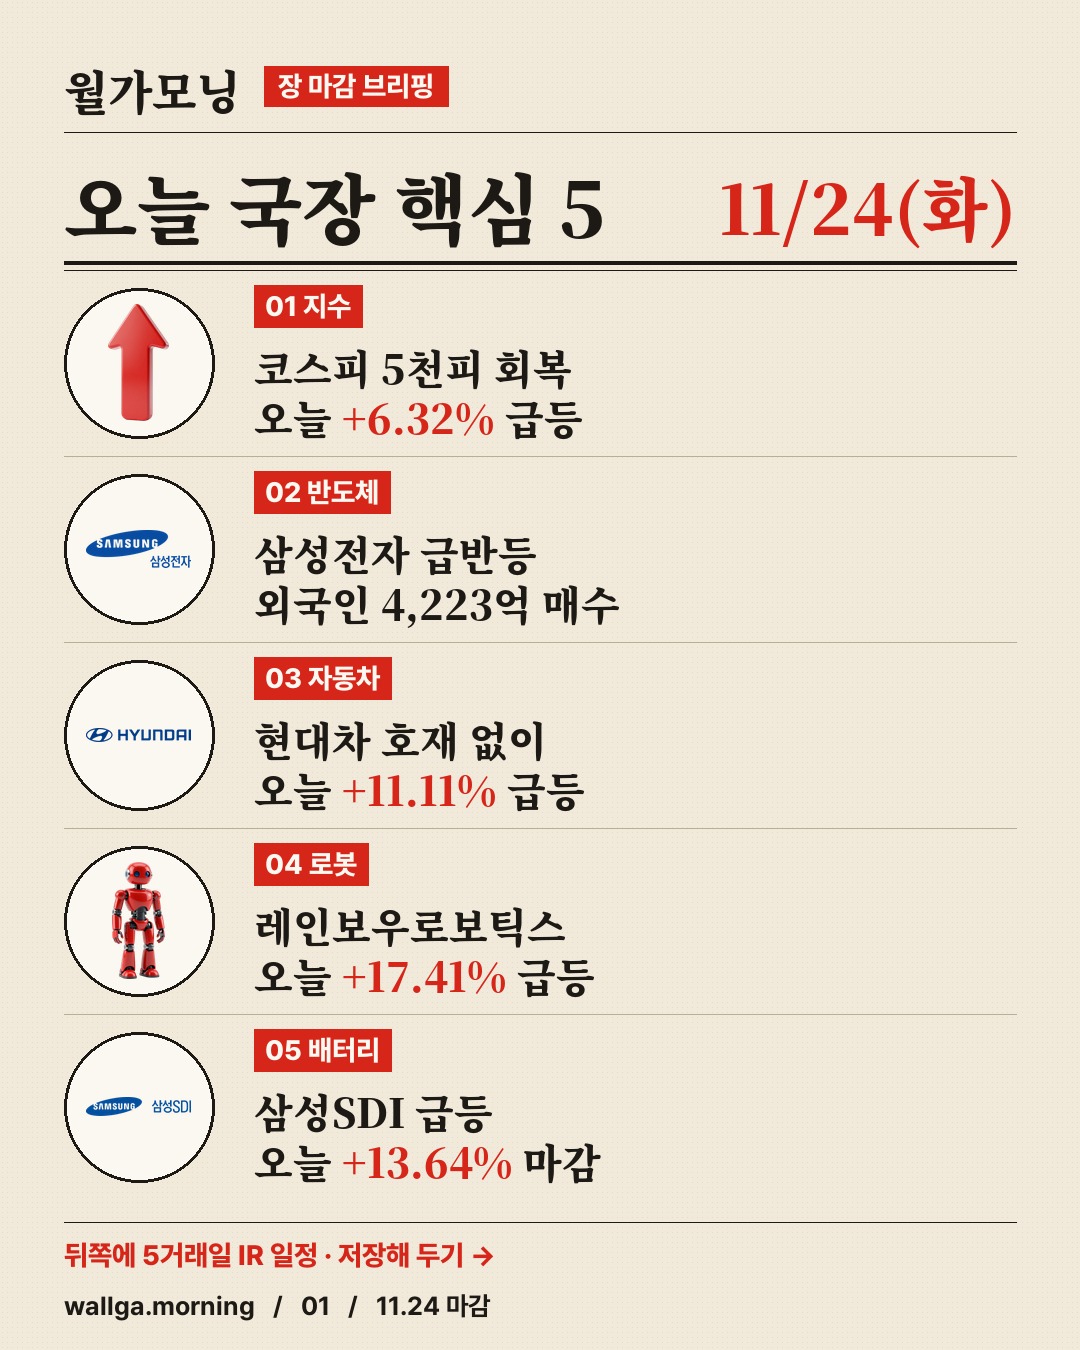 월가모닝
장 마감 브리핑
오늘 국장 핵심 5
11/24(화)
01 지수
코스피 5천피 회복
오늘 +6.32% 급등
SAMSUNG
삼성전자
02 반도체
삼성전자 급반등
외국인 4,223억 매수
HYUNDAI
03 자동차
현대차 호재 없이
오늘 +11.11% 급등
04 로봇
레인보우로보틱스
오늘 +17.41% 급등
SAMSUNG 삼성SDI
05 배터리
삼성SDI 급등
오늘 +13.64% 마감
뒤쪽에 5거래일 IR 일정 · 저장해 두기 →
wallga.morning / 01 / 11.24 마감